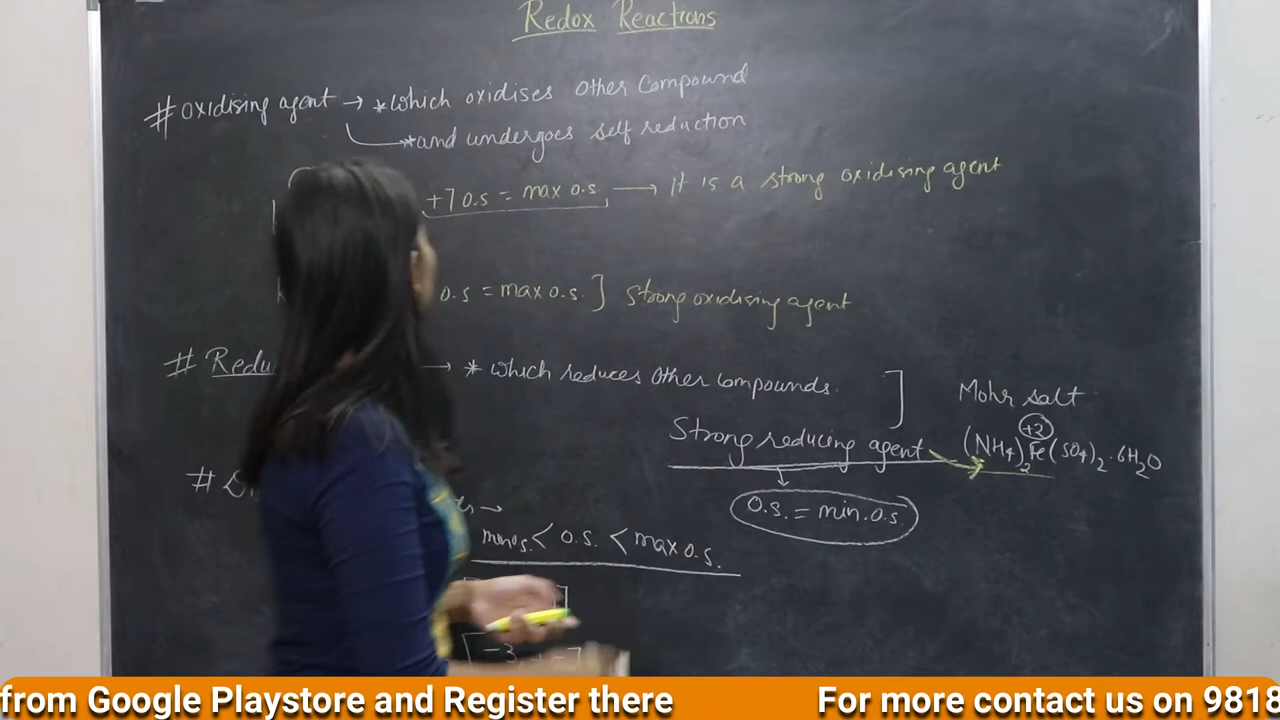 Redox Reactions
# Oxidising agent → * which oxidises other compound
* and undergoes self reduction
+7 o.s = max o.s. → it is a strong oxidising agent
o.s = max o.s. ] strong oxidising agent
# Redu → * which reduces other compounds. ]
Mohr salt
Strong reducing agent → (NH4)2 Fe(SO4)2 . 6H2O
+2
O.S. = min. o.s.
#
min o.s. < o.s. < max o.s.
-3
from Google Playstore and Register there For more contact us on 9818